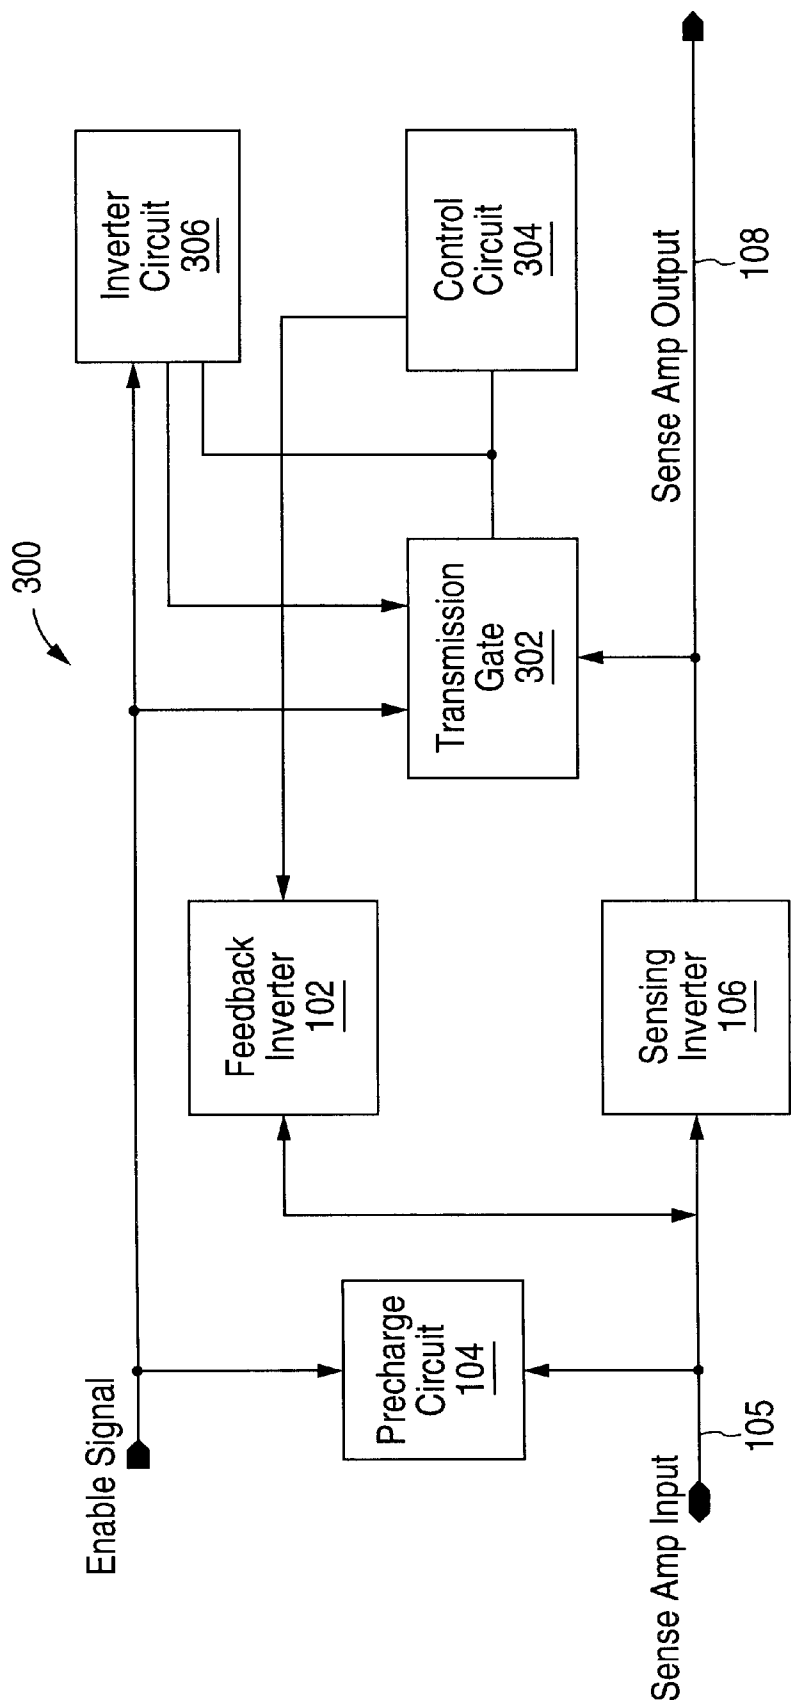 300
Enable Signal
Inverter
Circuit
306
Feedback
Inverter
102
Precharge
Circuit
104
Transmission
Gate
302
Control
Circuit
304
Sense Amp Input
105
Sensing
Inverter
106
Sense Amp Output
108